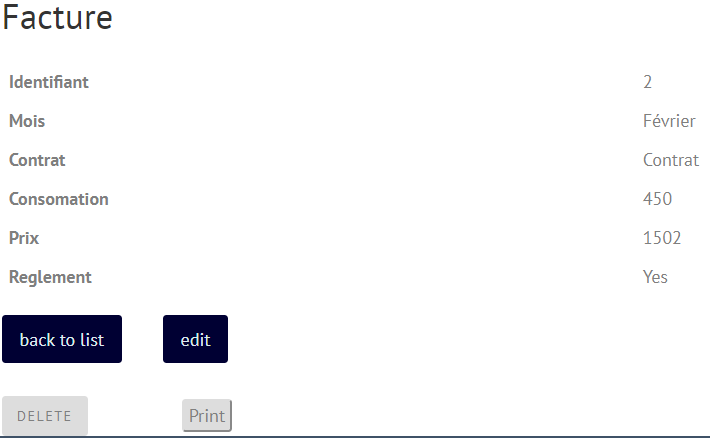 Facture
Identifiant 2
Mois Février
Contrat Contrat
Consomation 450
Prix 1502
Reglement Yes
back to list edit
DELETE Print